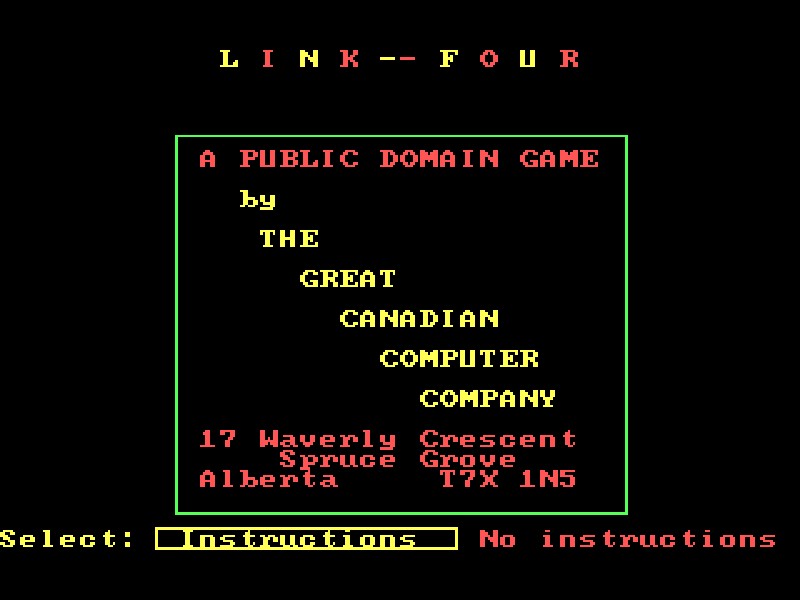 L I N K -- F O U R
A PUBLIC DOMAIN GAME
by
THE
GREAT
CANADIAN
COMPUTER
COMPANY
17 Waverly Crescent
Spruce Grove
Alberta T7X 1N5
Select: Instructions No instructions